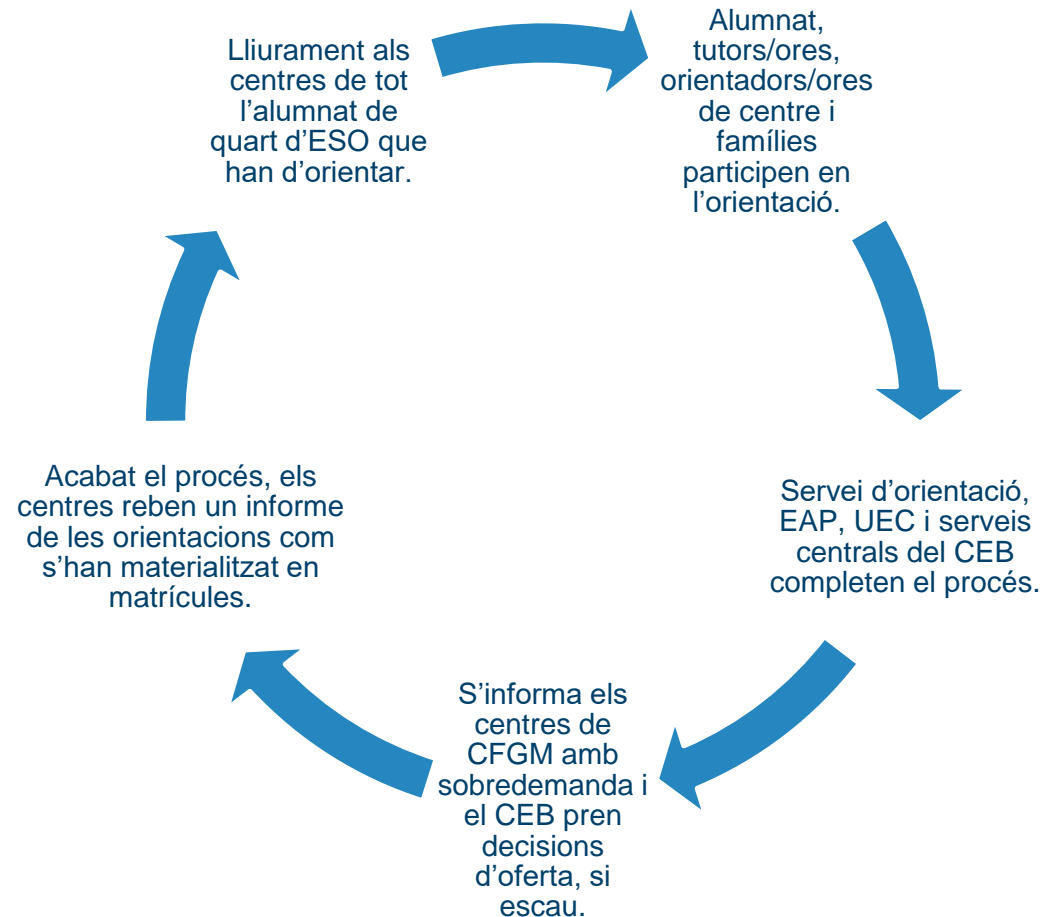 Lliurament als
centres de tot
l’alumnat de
quart d’ESO que
han d’orientar.
Alumnat,
tutors/ores,
orientadors/ores
de centre i
famílies
participen en
l’orientació.
Servei d’orientació,
EAP, UEC i serveis
centrals del CEB
completen el procés.
S’informa els
centres de
CFGM amb
sobredemanda i
el CEB pren
decisions
d’oferta, si
escau.
Acabat el procés, els
centres reben un informe
de les orientacions com
s’han materialitzat en
matrícules.